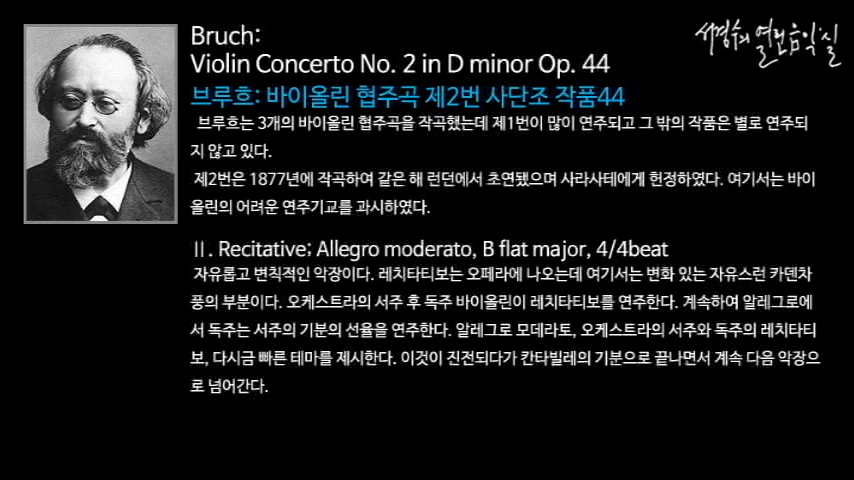 Bruch:
Violin Concerto No. 2 in D minor Op. 44
서경수의 열린음악실
브루흐: 바이올린 협주곡 제2번 사단조 작품44
브루흐는 3개의 바이올린 협주곡을 작곡했는데 제1번이 많이 연주되고 그 밖의 작품은 별로 연주되
지 않고 있다.
제2번은 1877년에 작곡하여 같은 해 런던에서 초연됐으며 사라사테에게 헌정하였다. 여기서는 바이
올린의 어려운 연주기교를 과시하였다.
Ⅱ. Recitative: Allegro moderato, B flat major, 4/4beat
자유롭고 변칙적인 악장이다. 레치타티보는 오페라에 나오는데 여기서는 변화 있는 자유스런 카덴차
풍의 부분이다. 오케스트라의 서주 후 독주 바이올린이 레치타티보를 연주한다. 계속하여 알레그로에
서 독주는 서주의 기분의 선율을 연주한다. 알레그로 모데라토, 오케스트라의 서주와 독주의 레치타티
보, 다시금 빠른 테마를 제시한다. 이것이 진전되다가 칸타빌레의 기분으로 끝나면서 계속 다음 악장으
로 넘어간다.